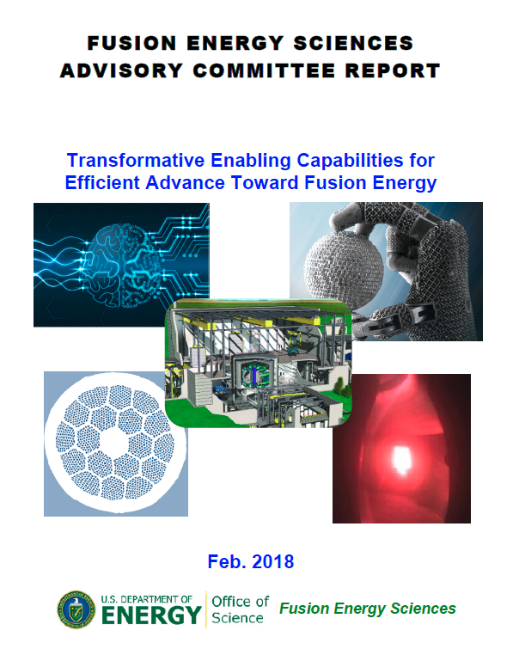 FUSION ENERGY SCIENCES
ADVISORY COMMITTEE REPORT
Transformative Enabling Capabilities for
Efficient Advance Toward Fusion Energy
Feb. 2018
U.S. DEPARTMENT OF
ENERGY
Office of
Science
Fusion Energy Sciences